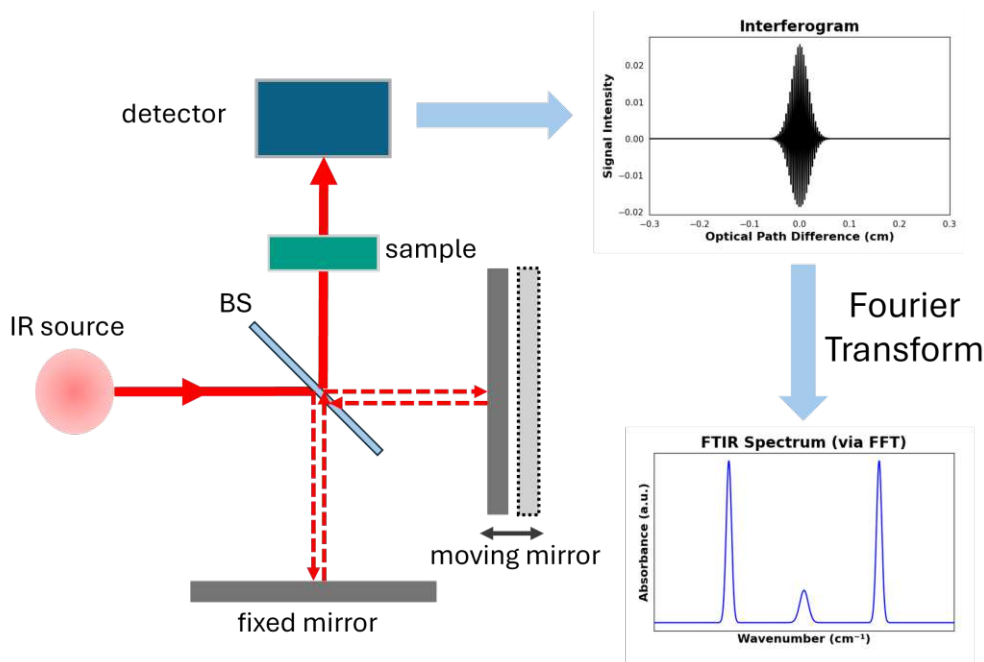 detector
sample
BS
IR source
moving mirror
fixed mirror
Interferogram
Signal Intensity
0.02
0.01
0.00
−0.01
−0.02
−0.3
−0.2
−0.1
0.0
0.1
0.2
0.3
Optical Path Difference (cm)
Fourier
Transform
FTIR Spectrum (via FFT)
Absorbance (a.u.)
Wavenumber (cm⁻¹)